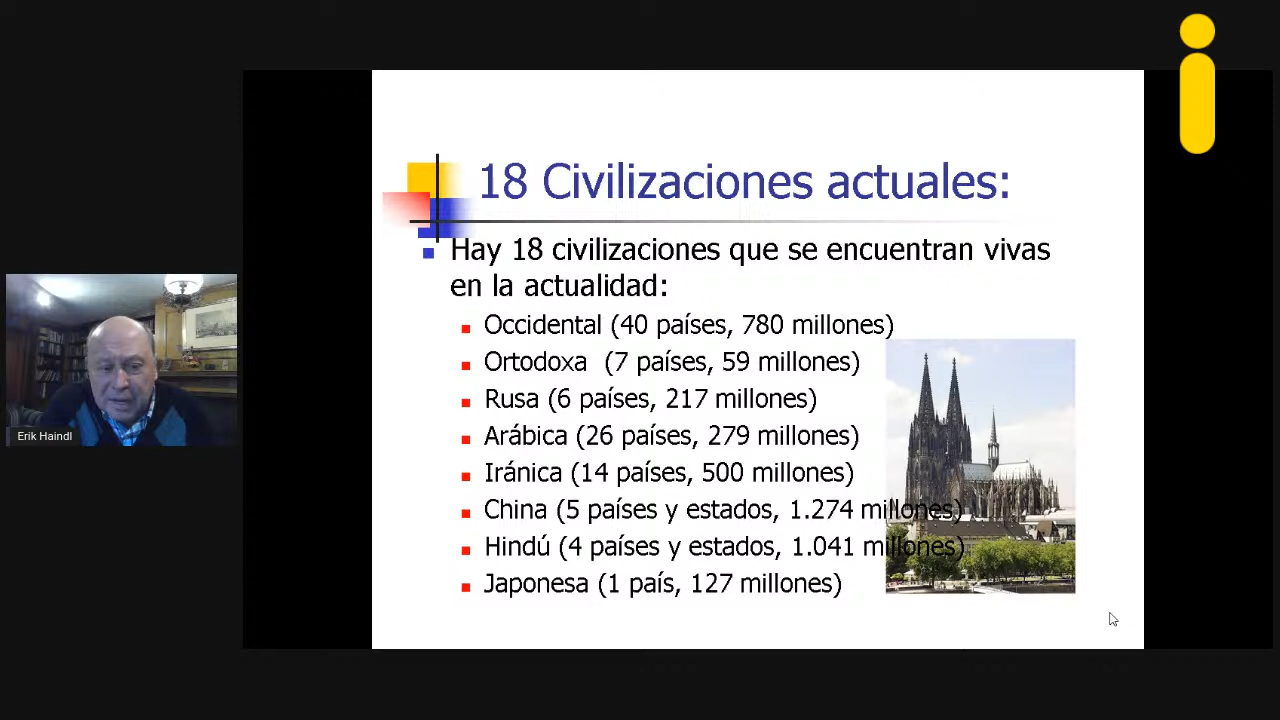 18 Civilizaciones actuales:
Hay 18 civilizaciones que se encuentran vivas
en la actualidad:
Occidental (40 países, 780 millones)
Ortodoxa (7 países, 59 millones)
Rusa (6 países, 217 millones)
Arábica (26 países, 279 millones)
Iránica (14 países, 500 millones)
China (5 países y estados, 1.274 millones)
Hindú (4 países y estados, 1.041 millones)
Japonesa (1 país, 127 millones)
Erik Haindl